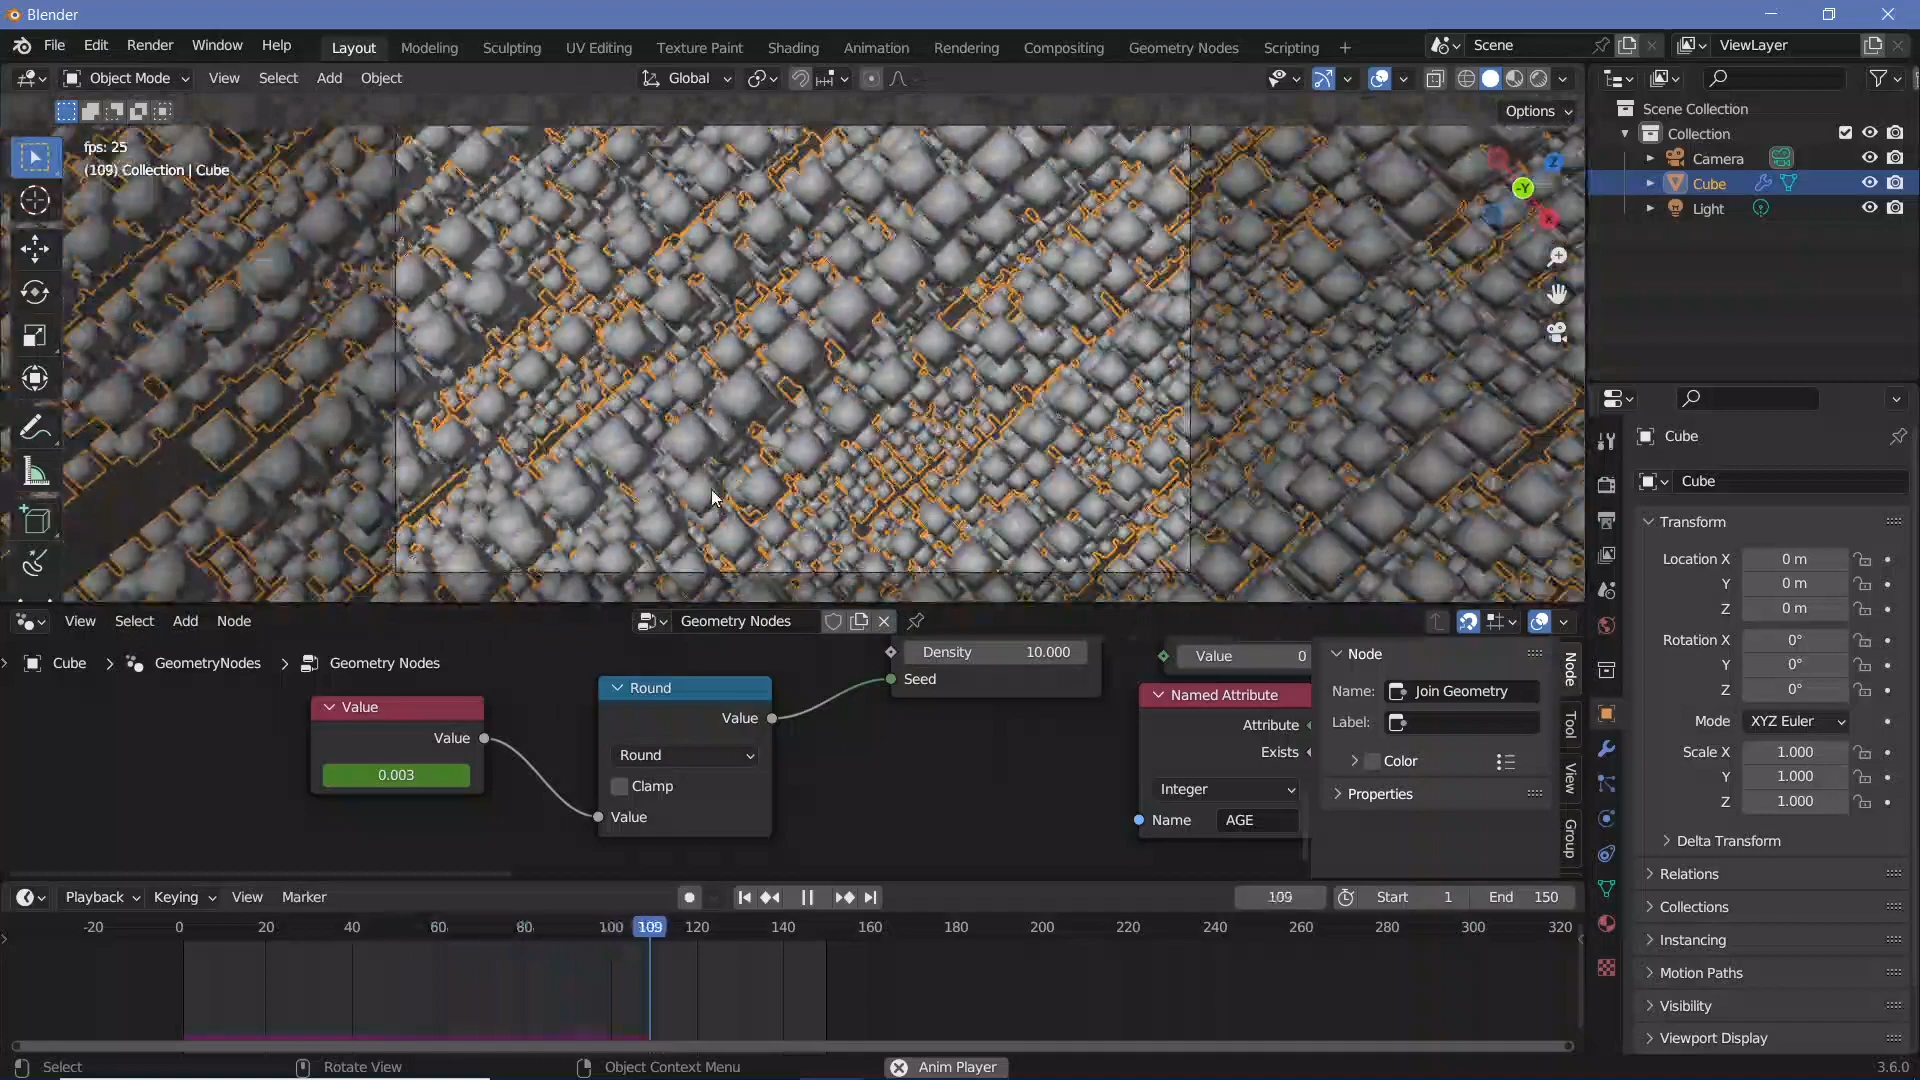 Blender
File Edit Render Window Help Layout Modeling Sculpting UV Editing Texture Paint Shading Animation Rendering Compositing Geometry Nodes Scripting + Scene ViewLayer
Object Mode View Select Add Object Global
Options
fps: 25
(109) Collection | Cube
Z
-Y
X
Scene Collection
Collection
Camera
Cube
Light
Cube
Cube
Transform
Location X 0 m
Y 0 m
Z 0 m
Rotation X 0°
Y 0°
Z 0°
Mode XYZ Euler
Scale X 1.000
Y 1.000
Z 1.000
Delta Transform
Relations
Collections
Instancing
Motion Paths
Visibility
Viewport Display
View Select Add Node Geometry Nodes
Cube > GeometryNodes > Geometry Nodes
Density 10.000
Seed
Value
Value
0.003
Round
Value
Round
Clamp
Value
Value 0
Named Attribute
Attribute
Exists
Integer
Name AGE
Node
Name: Join Geometry
Label:
Color
Properties
Node
Tool
View
Group
Playback Keying View Marker 109 Start 1 End 150
-20 0 20 40 60 80 100 109 120 140 160 180 200 220 240 260 280 300 320
Select Rotate View Object Context Menu Anim Player 3.6.0